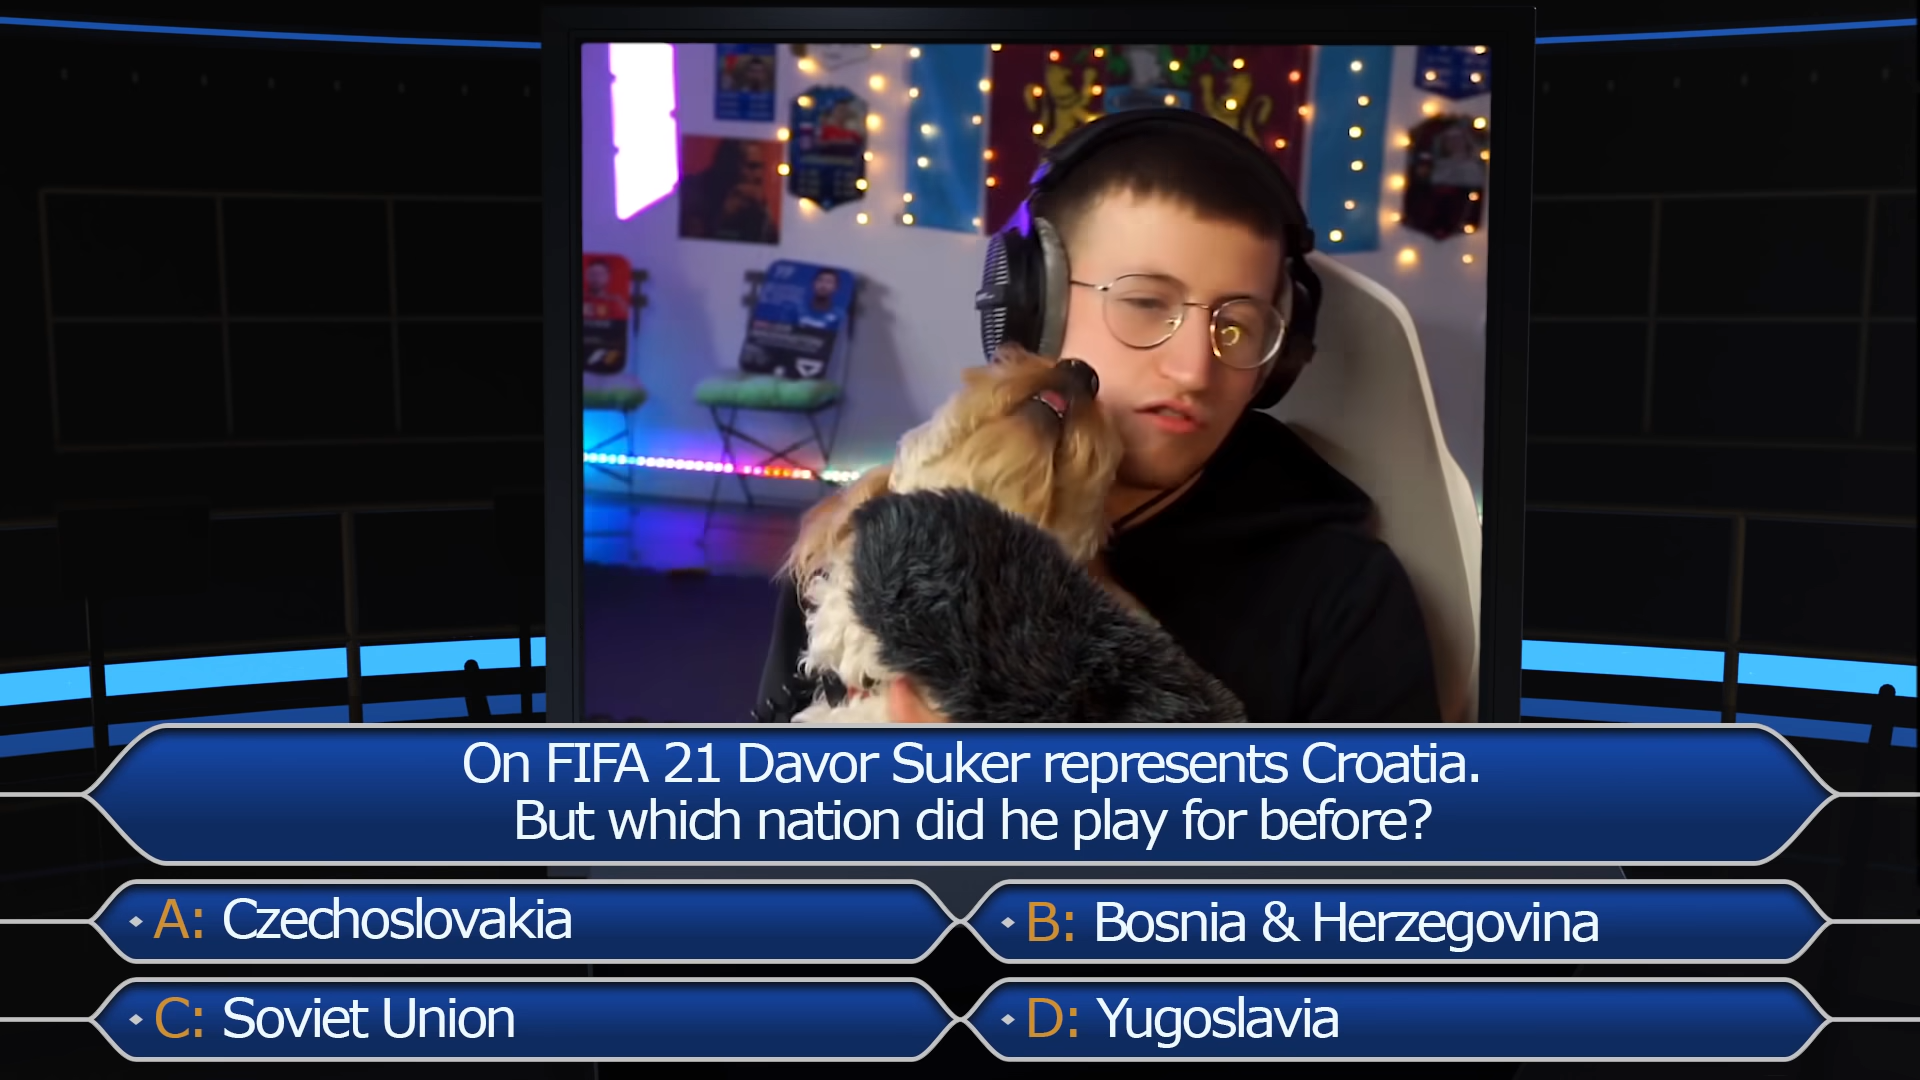 On FIFA 21 Davor Suker represents Croatia.
But which nation did he play for before?
A: Czechoslovakia
B: Bosnia & Herzegovina
C: Soviet Union
D: Yugoslavia